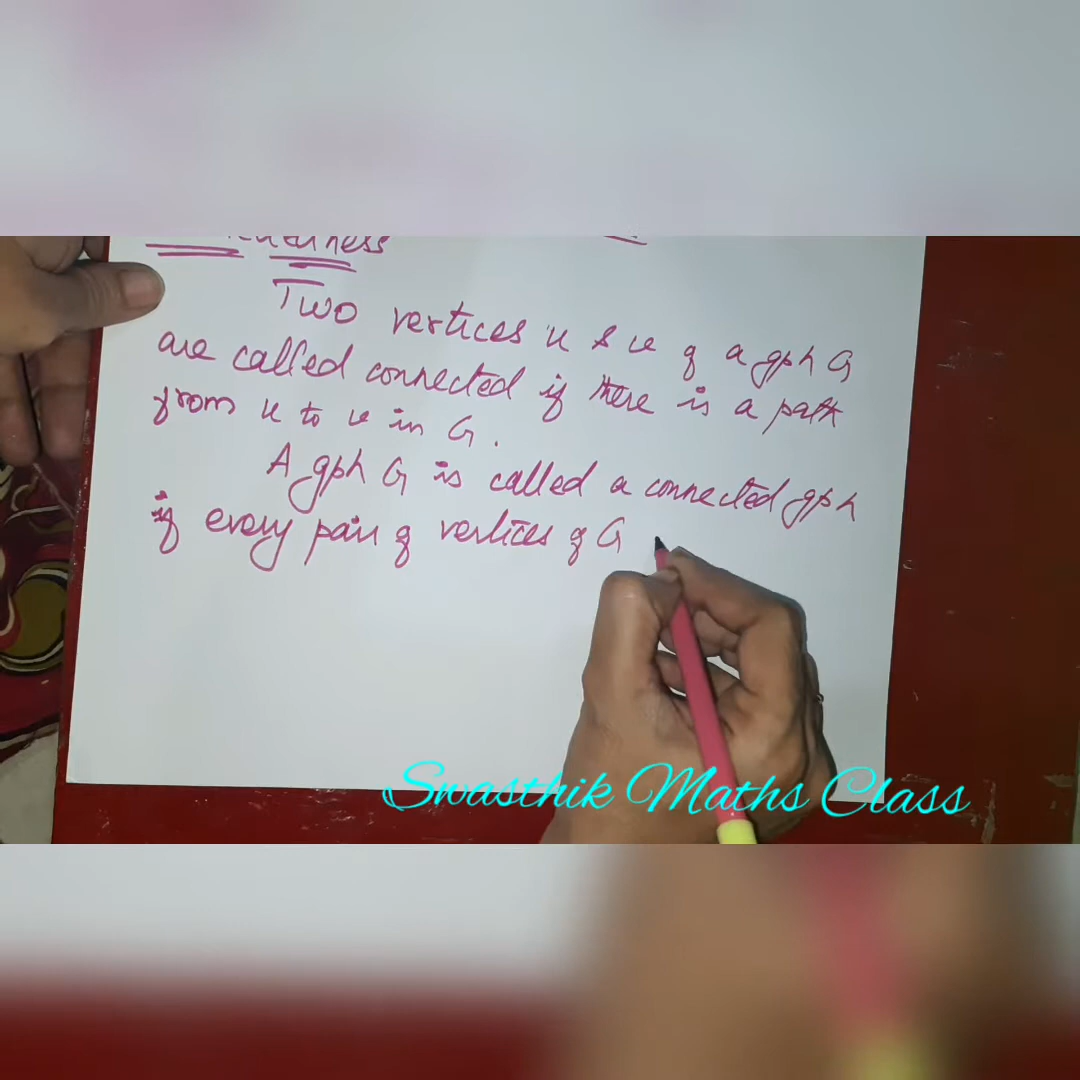 Two vertices u & v of a gph G
are called connected if there is a path
from u to v in G.
A gph G is called a connected gph
if every pair of vertices of G
Swasthik Maths Class